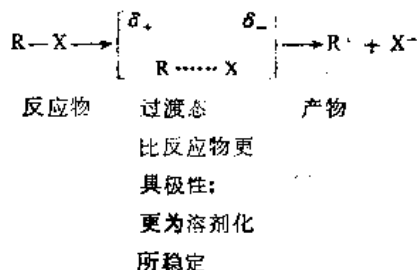 R—X → [ δ+ R······X δ− ] → R⁺ + X⁻
反应物 过渡态 产物
比反应物更
具极性;
更为溶剂化
所稳定